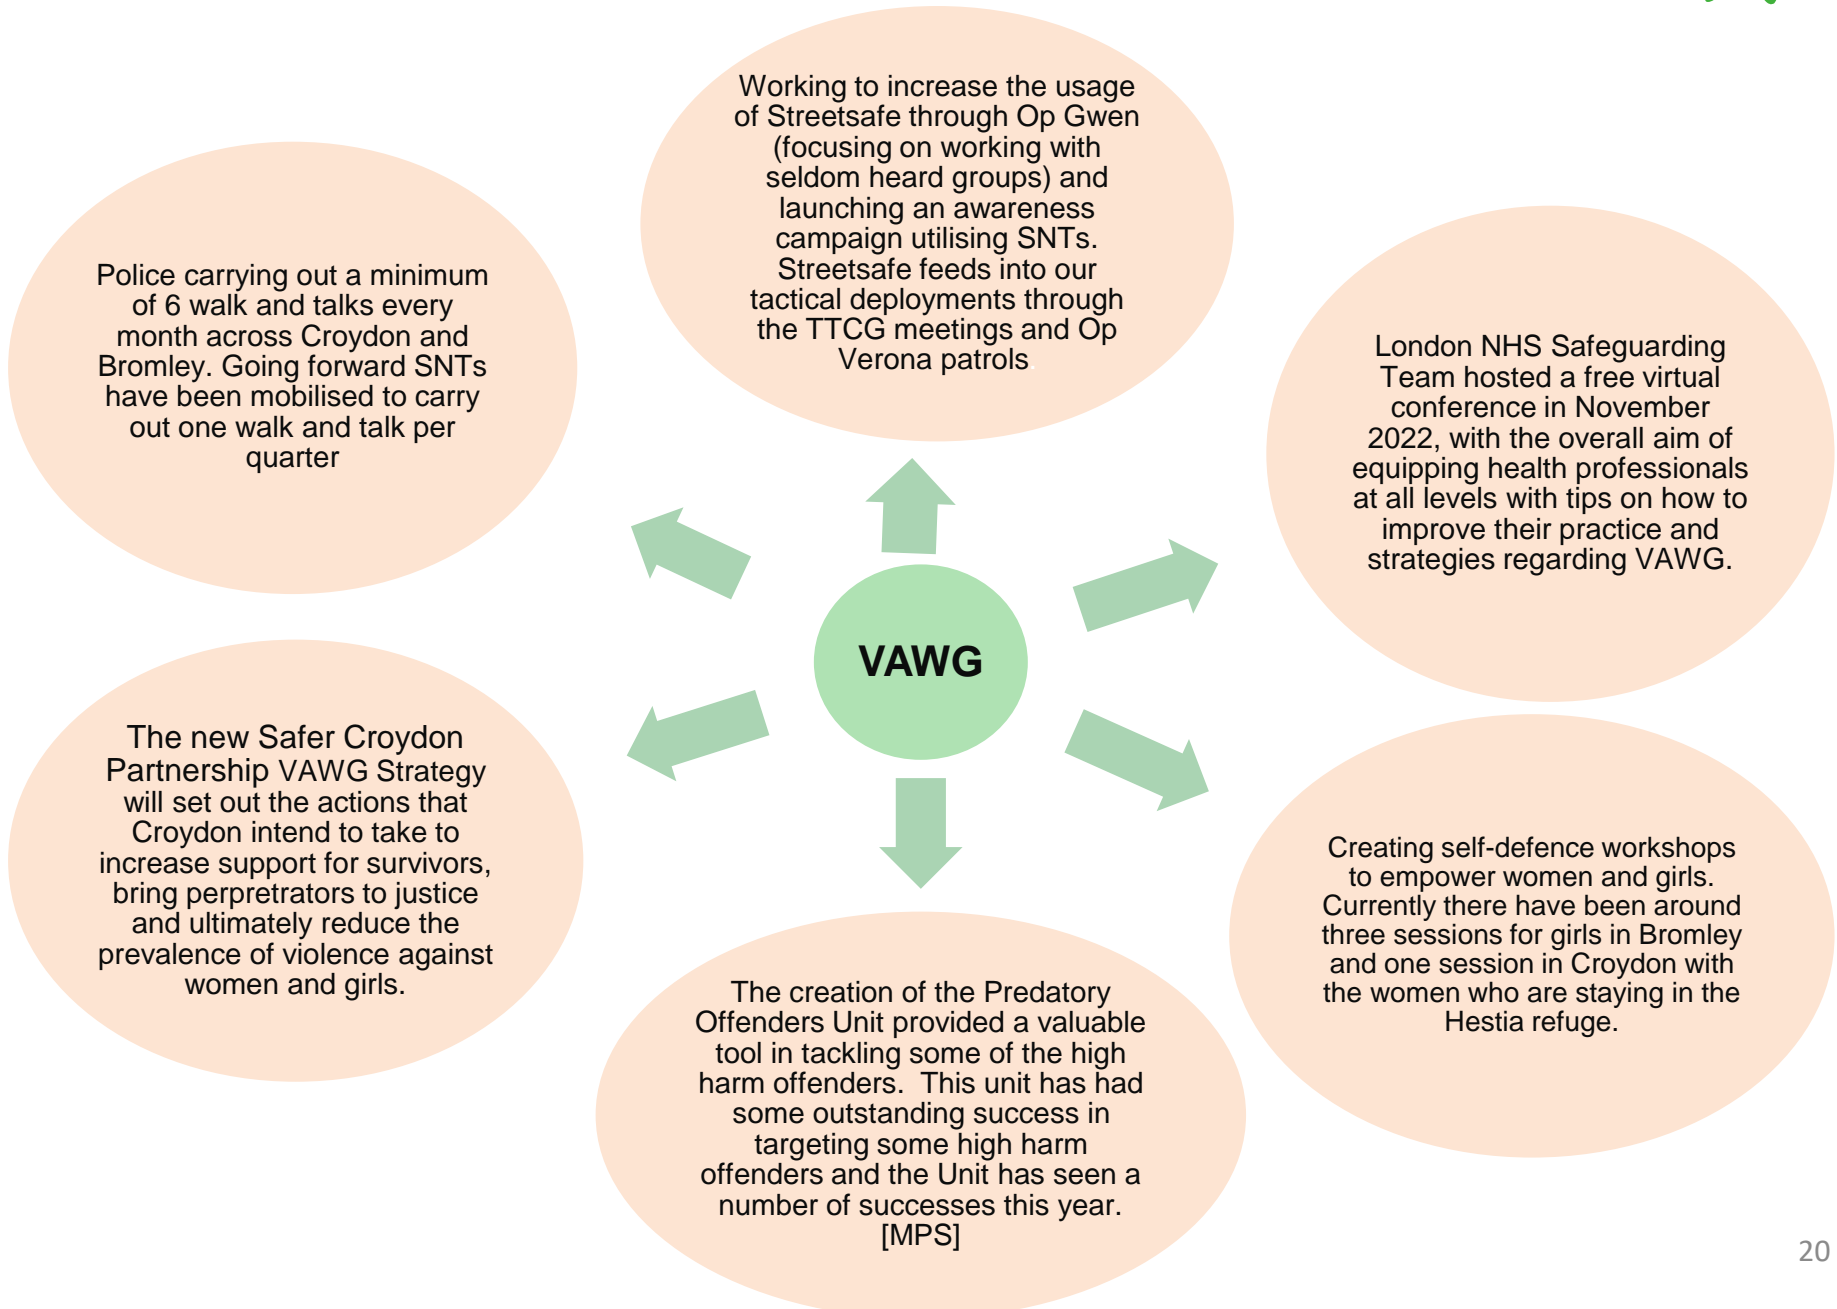 Working to increase the usage
of Streetsafe through Op Gwen
(focusing on working with
seldom heard groups) and
launching an awareness
campaign utilising SNTs.
Streetsafe feeds into our
tactical deployments through
the TTCG meetings and Op
Verona patrols
Police carrying out a minimum
of 6 walk and talks every
month across Croydon and
Bromley. Going forward SNTs
have been mobilised to carry
out one walk and talk per
quarter
London NHS Safeguarding
Team hosted a free virtual
conference in November
2022, with the overall aim of
equipping health professionals
at all levels with tips on how to
improve their practice and
strategies regarding VAWG.
VAWG
The new Safer Croydon
Partnership VAWG Strategy
will set out the actions that
Croydon intend to take to
increase support for survivors,
bring perpretrators to justice
and ultimately reduce the
prevalence of violence against
women and girls.
Creating self-defence workshops
to empower women and girls.
Currently there have been around
three sessions for girls in Bromley
and one session in Croydon with
the women who are staying in the
Hestia refuge.
The creation of the Predatory
Offenders Unit provided a valuable
tool in tackling some of the high
harm offenders.  This unit has had
some outstanding success in
targeting some high harm
offenders and the Unit has seen a
number of successes this year.
[MPS]
20